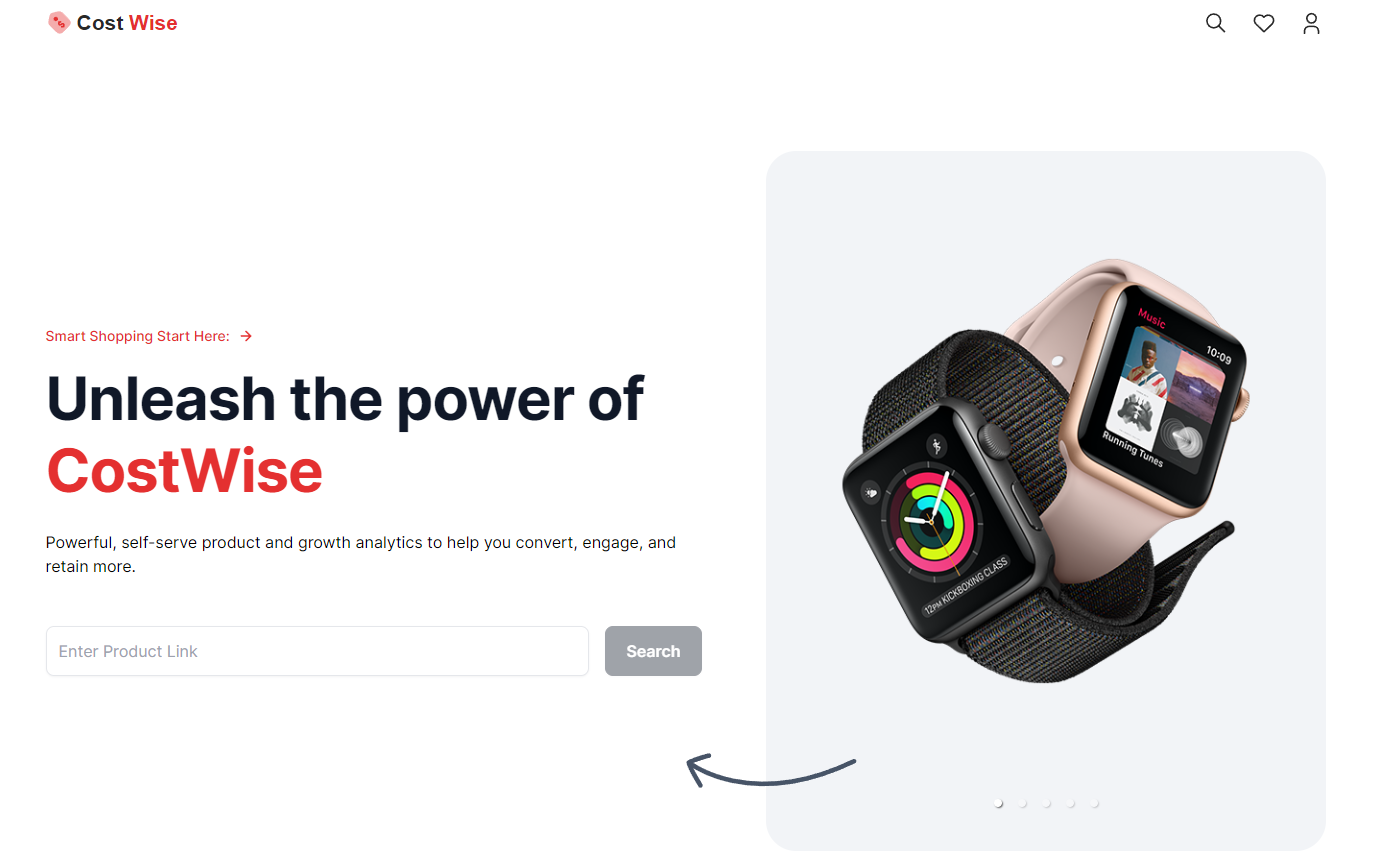 Cost Wise
Smart Shopping Start Here:
Unleash the power of
CostWise
Powerful, self-serve product and growth analytics to help you convert, engage, and
retain more.
Enter Product Link
Search
Music
10:09
Running Tunes
12PM KICKBOXING CLASS